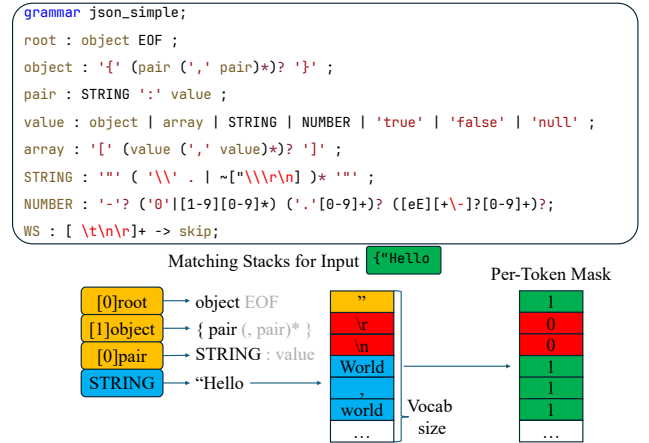 grammar json_simple;
root : object EOF ;
object : '{' (pair (',' pair)*)? '}' ;
pair : STRING ':' value ;
value : object | array | STRING | NUMBER | 'true' | 'false' | 'null' ;
array : '[' (value (',' value)*)? ']' ;
STRING : '"' ( '\\' . | ~["\\\r\n] )* '"' ;
NUMBER : '-'? ('0'|[1-9][0-9]*) ('.'[0-9]+)? ([eE][+\-]?[0-9]+)?;
WS : [ \t\n\r]+ -> skip;
Matching Stacks for Input {“Hello
Per-Token Mask
[0]root object EOF ” 1
[1]object { pair (, pair)* } \r 0
[0]pair STRING : value \n 0
STRING “Hello World 1
, 1
world 1
Vocab size
... ...